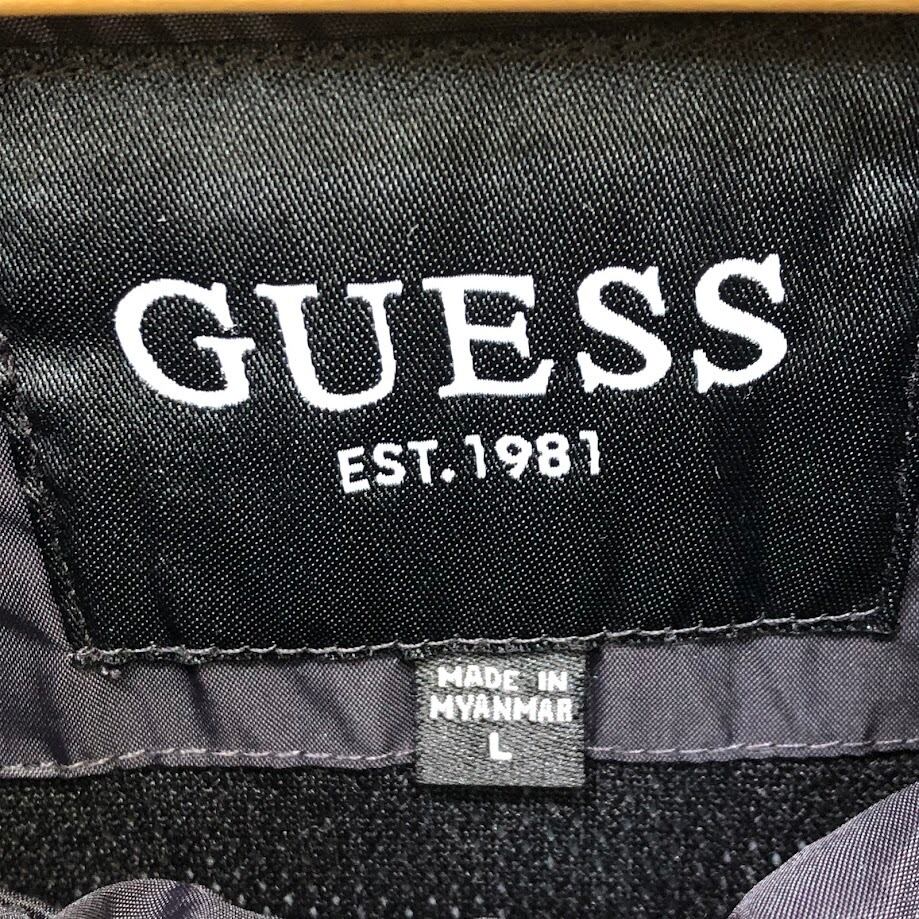 GUESS
EST. 1981
MADE IN
MYANMAR
L